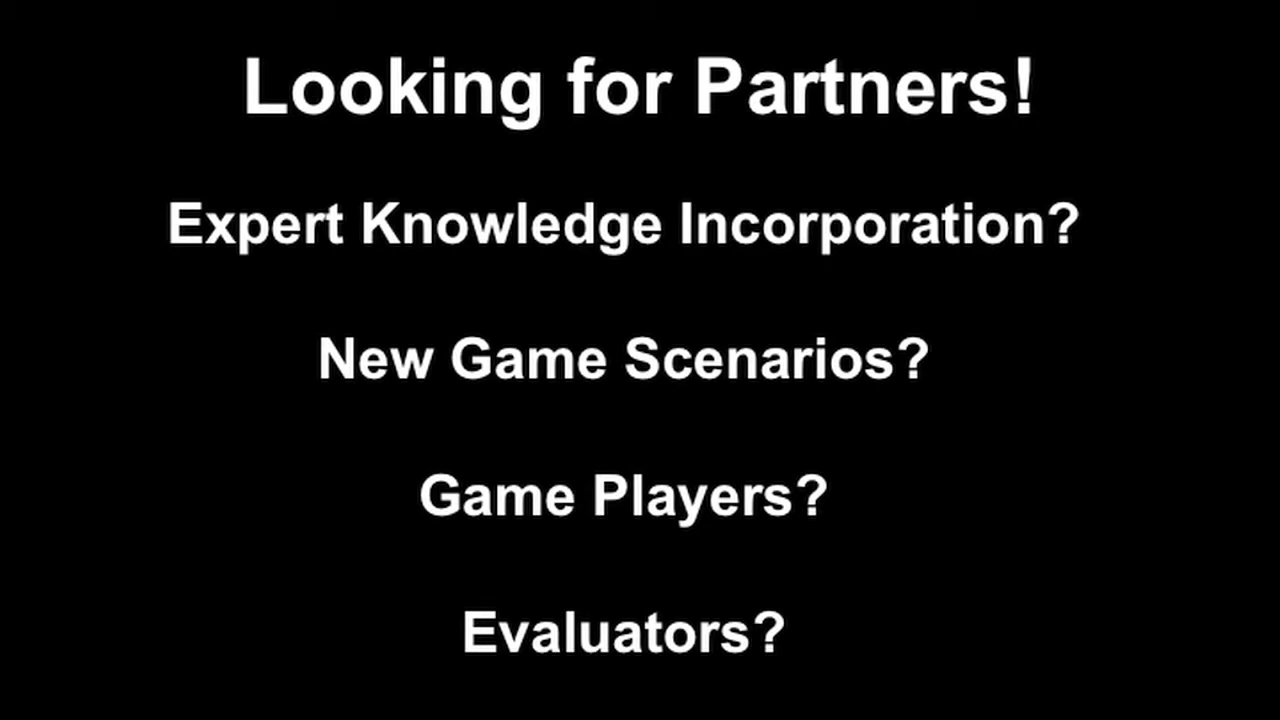 Looking for Partners!
Expert Knowledge Incorporation?
New Game Scenarios?
Game Players?
Evaluators?